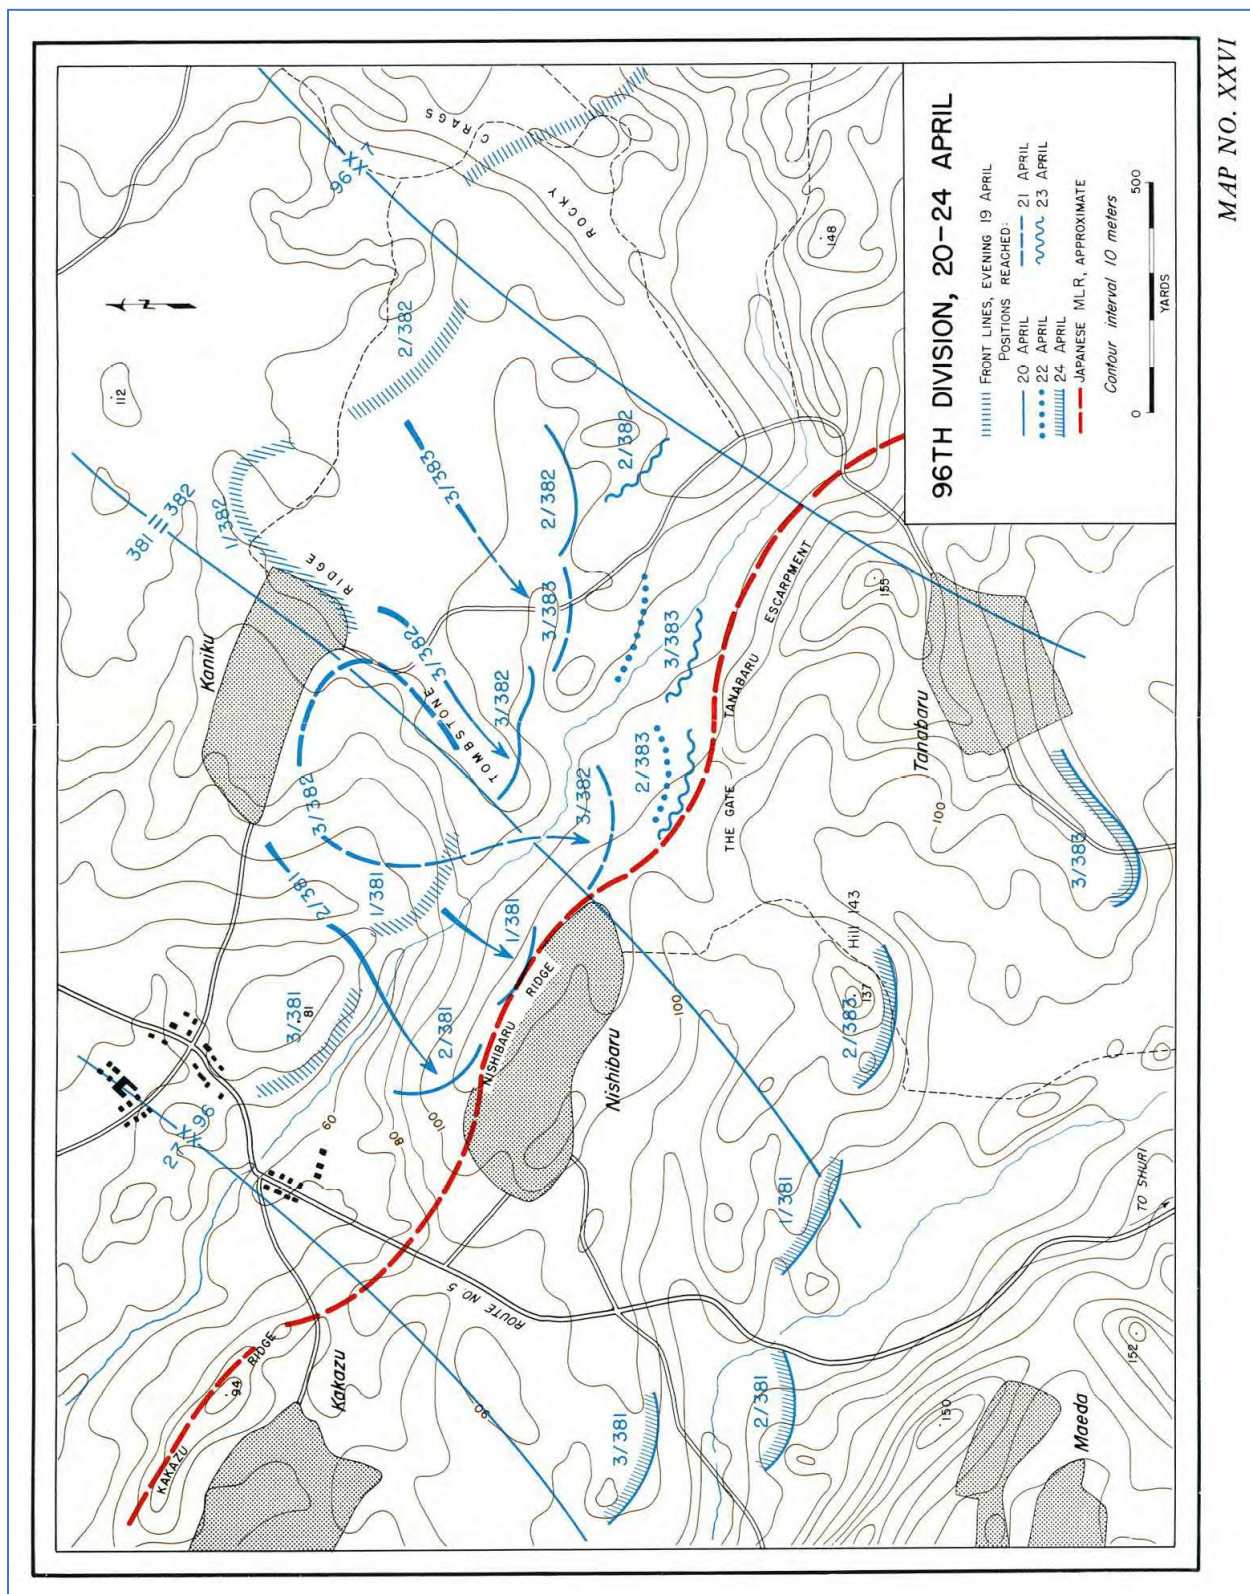 MAP NO. XXVI
96TH DIVISION, 20-24 APRIL
FRONT LINES, EVENING 19 APRIL
POSITIONS REACHED:
20 APRIL
21 APRIL
22 APRIL
23 APRIL
24 APRIL
JAPANESE MLR, APPROXIMATE
Contour interval 10 meters
0
500
YARDS
N
KAKAZU
RIDGE
94
Kakazu
27 XX 96
60
80
100
ROUTE NO. 5
90
3/381
81
2/381
1/381
2/381
1/381
NISHIBARU
RIDGE
Nishibaru
100
Kaniku
3/382
381 III 382
1/382
112
TOMBSTONE
RIDGE
3/382
3/382
3/382
3/383
3/383
2/382
2/382
2/382
96 XX 7
ROCKY
CRAGS
148
2/383
3/383
THE GATE
TANABARU
ESCARPMENT
155
Tanabaru
100
3/383
Hill 143
137
2/383
1/381
2/381
3/381
TO SHURI
152
150
Maeda